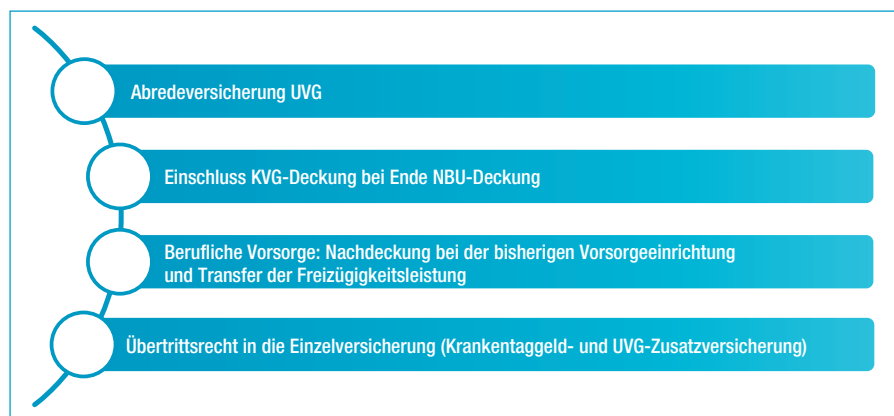 Abredeversicherung UVG
Einschluss KVG-Deckung bei Ende NBU-Deckung
Berufliche Vorsorge: Nachdeckung bei der bisherigen Vorsorgeeinrichtung
und Transfer der Freizügigkeitsleistung
Übertrittsrecht in die Einzelversicherung (Krankentaggeld- und UVG-Zusatzversicherung)